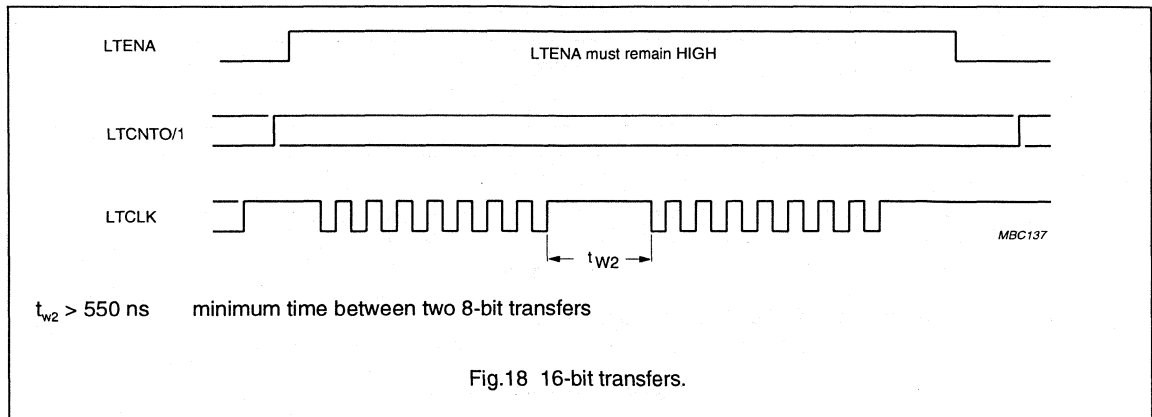 LTENA
LTENA must remain HIGH
LTCNTO/1
LTCLK
MBC137
tW2
tw2 > 550 ns minimum time between two 8-bit transfers
Fig.18 16-bit transfers.